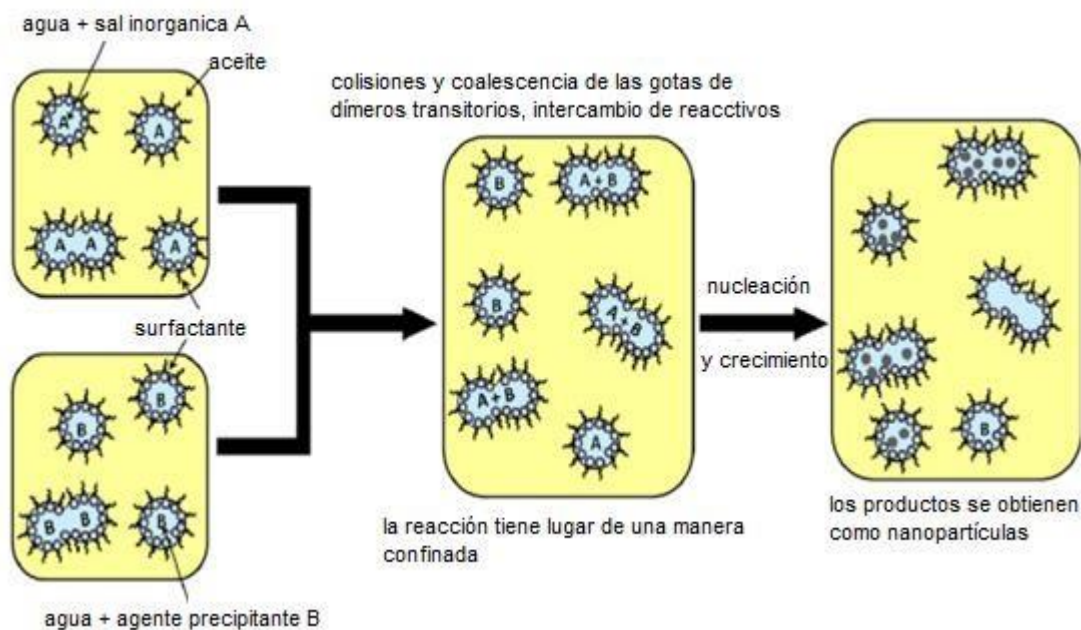 agua + sal inorganica A
aceite
A
A
A A
A
surfactante
B
B
B B
B
agua + agente precipitante B
colisiones y coalescencia de las gotas de
dímeros transitorios, intercambio de reacctivos
B
A + B
B
A + B
A + B
A
la reacción tiene lugar de una manera
confinada
nucleación
y crecimiento
B
los productos se obtienen
como nanopartículas